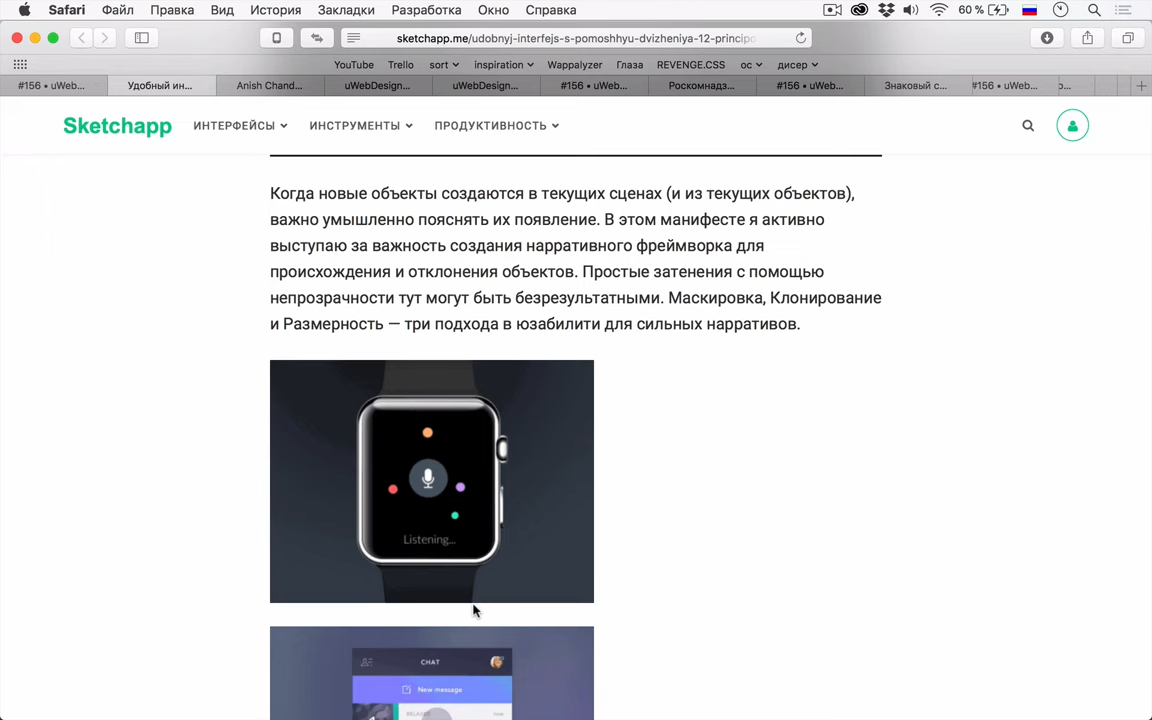 Safari Файл Правка Вид История Закладки Разработка Окно Справка 60 %
sketchapp.me/udobnyj-interfejs-s-pomoshhyu-dvizheniya-12-principo
YouTube Trello sort inspiration Wappalyzer Глаза REVENGE.CSS ос дисер
#156 • uWeb... Удобный ин... Anish Chand... uWebDesign... uWebDesign... #156 • uWeb... Роскомнадз... #156 • uWeb... Знаковый с... #156 • uWeb...
Sketchapp ИНТЕРФЕЙСЫ ИНСТРУМЕНТЫ ПРОДУКТИВНОСТЬ
Когда новые объекты создаются в текущих сценах (и из текущих объектов),
важно умышленно пояснять их появление. В этом манифесте я активно
выступаю за важность создания нарративного фреймворка для
происхождения и отклонения объектов. Простые затенения с помощью
непрозрачности тут могут быть безрезультатными. Маскировка, Клонирование
и Размерность — три подхода в юзабилити для сильных нарративов.
Listening...
CHAT
New message